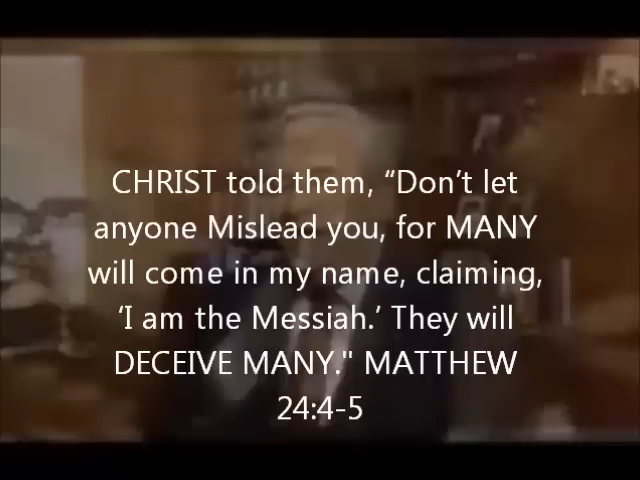 CHRIST told them, “Don’t let
anyone Mislead you, for MANY
will come in my name, claiming,
‘I am the Messiah.’ They will
DECEIVE MANY." MATTHEW
24:4-5